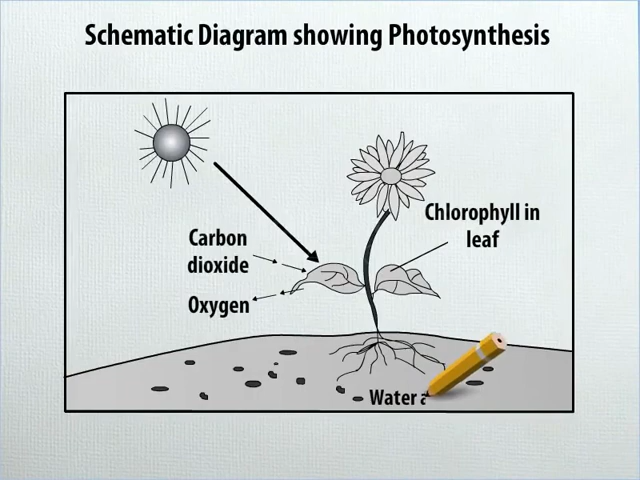 Schematic Diagram showing Photosynthesis
Chlorophyll in
leaf
Carbon
dioxide
Oxygen
Water a